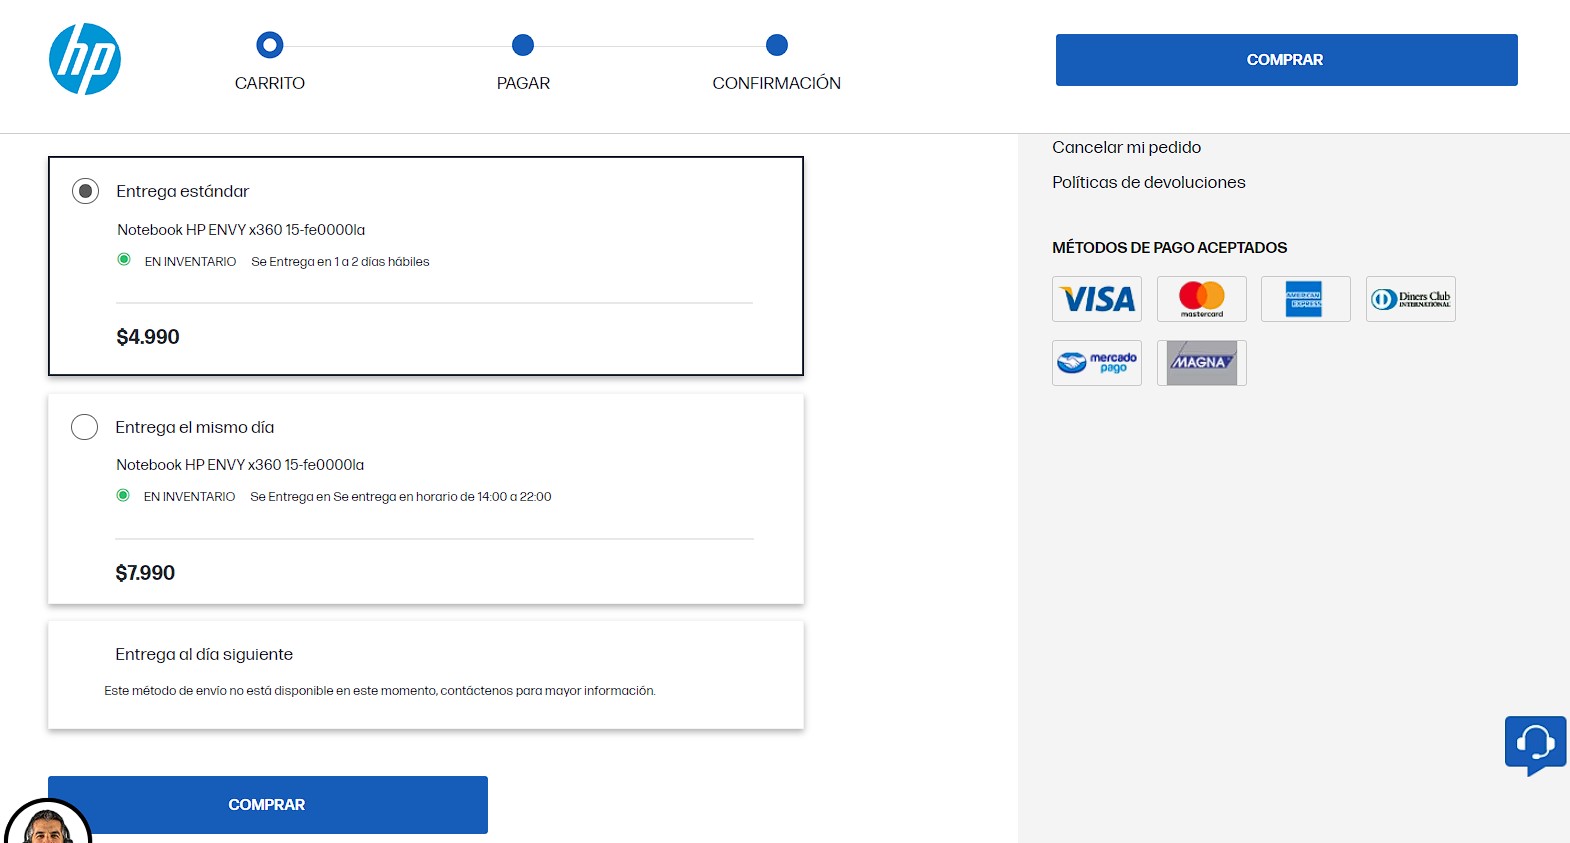 hp
CARRITO
PAGAR
CONFIRMACIÓN
COMPRAR
Entrega estándar
Notebook HP ENVY x360 15-fe0000la
EN INVENTARIO Se Entrega en 1 a 2 días hábiles
$4.990
Entrega el mismo día
Notebook HP ENVY x360 15-fe0000la
EN INVENTARIO Se Entrega en Se entrega en horario de 14:00 a 22:00
$7.990
Entrega al día siguiente
Este método de envío no está disponible en este momento, contáctenos para mayor información.
COMPRAR
Cancelar mi pedido
Políticas de devoluciones
MÉTODOS DE PAGO ACEPTADOS
VISA
mastercard
AMERICAN EXPRESS
Diners Club INTERNATIONAL
mercado pago
MAGNA